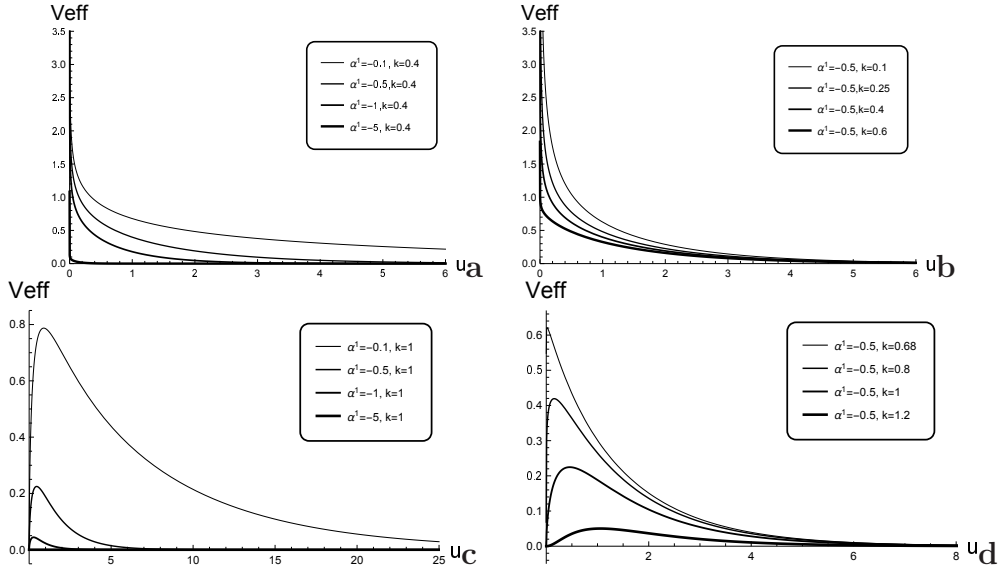 Veff
3.5
3.0
2.5
2.0
1.5
1.0
0.5
0.0
0 1 2 3 4 5 6
α¹=−0.1, k=0.4
α¹=−0.5,k=0.4
α¹=−1,k=0.4
α¹=−5, k=0.4
u a
Veff
3.5
3.0
2.5
2.0
1.5
1.0
0.5
0.0
0 1 2 3 4 5 6
α¹=−0.5, k=0.1
α¹=−0.5,k=0.25
α¹=−0.5,k=0.4
α¹=−0.5, k=0.6
u b
Veff
0.8
0.6
0.4
0.2
0.0
5 10 15 20 25
α¹=−0.1, k=1
α¹=−0.5, k=1
α¹=−1, k=1
α¹=−5, k=1
u c
Veff
0.6
0.5
0.4
0.3
0.2
0.1
0.0
2 4 6 8
α¹=−0.5, k=0.68
α¹=−0.5, k=0.8
α¹=−0.5, k=1
α¹=−0.5, k=1.2
u d